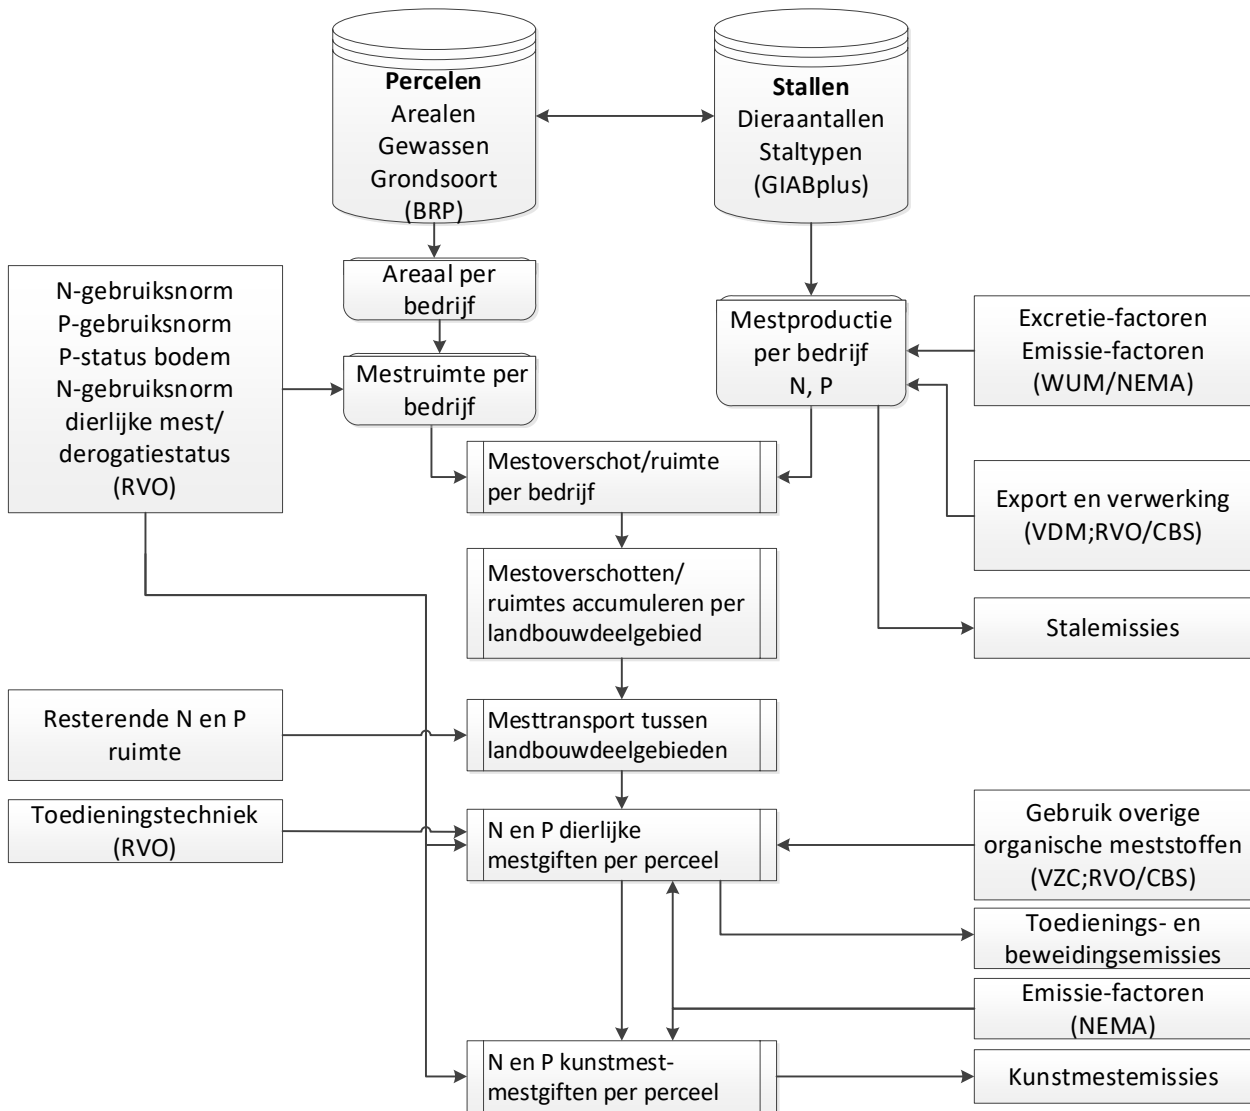 Percelen
Arealen
Gewassen
Grondsoort
(BRP)
Stallen
Dieraantallen
Staltypen
(GIABplus)
Areaal per
bedrijf
N-gebruiksnorm
P-gebruiksnorm
P-status bodem
N-gebruiksnorm
dierlijke mest/
derogatiestatus
(RVO)
Mestruimte per
bedrijf
Mestproductie
per bedrijf
N, P
Excretie-factoren
Emissie-factoren
(WUM/NEMA)
Mestoverschot/ruimte
per bedrijf
Export en verwerking
(VDM;RVO/CBS)
Mestoverschotten/
ruimtes accumuleren per
landbouwdeelgebied
Stalemissies
Resterende N en P
ruimte
Mesttransport tussen
landbouwdeelgebieden
Toedieningstechniek
(RVO)
N en P dierlijke
mestgiften per perceel
Gebruik overige
organische meststoffen
(VZC;RVO/CBS)
Toedienings- en
beweidingsemissies
Emissie-factoren
(NEMA)
N en P kunstmest-
mestgiften per perceel
Kunstmestemissies